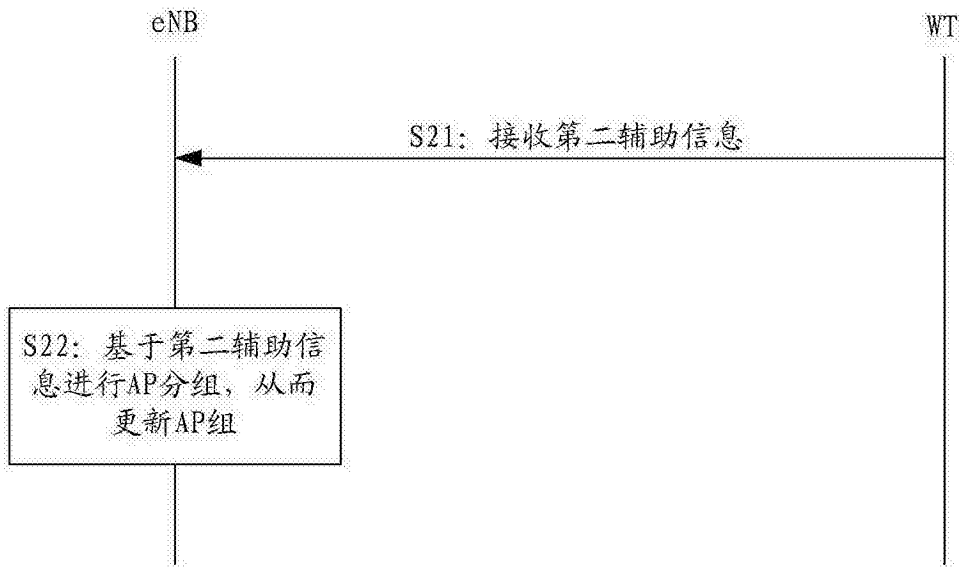 eNB
WT
S21: 接收第二辅助信息
S22: 基于第二辅助信
息进行AP分组，从而
更新AP组